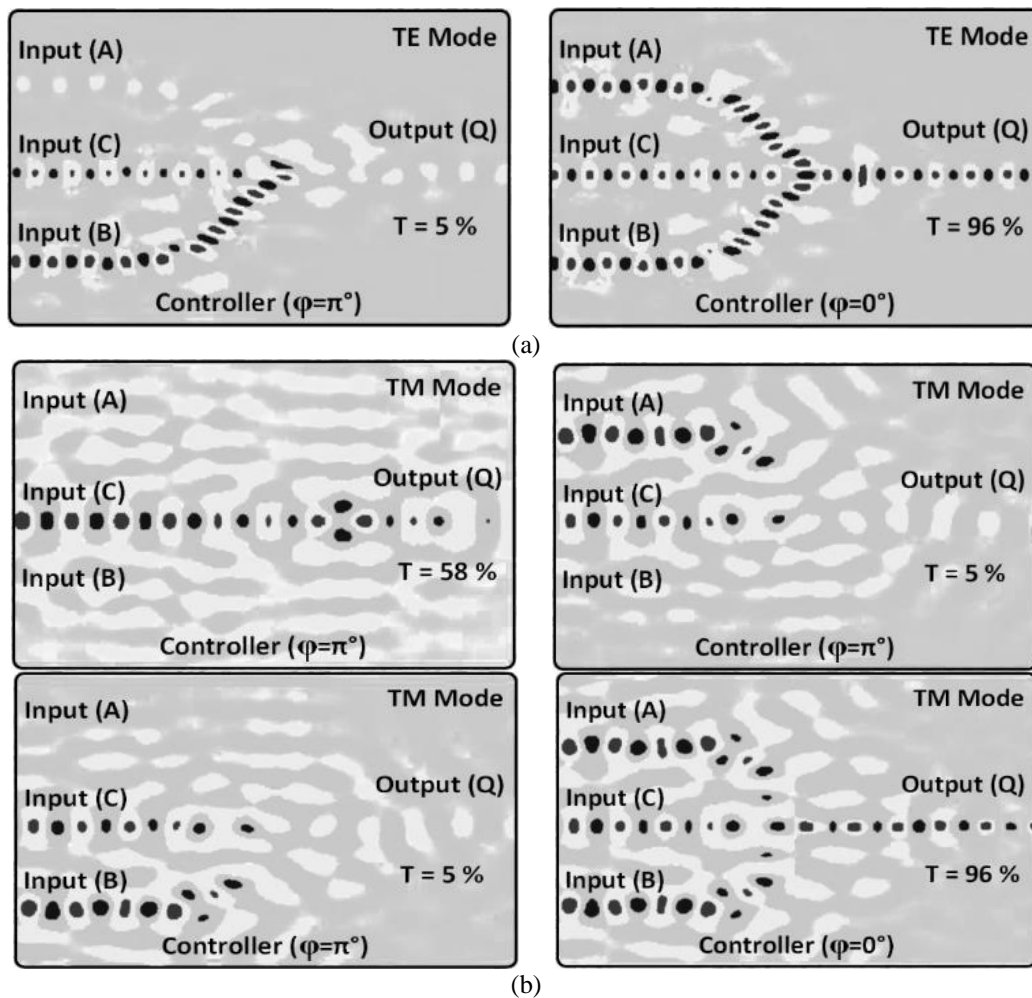 Input (A)
TE Mode
Input (C)
Output (Q)
Input (B)
T = 5 %
Controller (φ=π°)
Input (A)
TE Mode
Input (C)
Output (Q)
Input (B)
T = 96 %
Controller (φ=0°)
(a)
Input (A)
TM Mode
Input (C)
Output (Q)
Input (B)
T = 58 %
Controller (φ=π°)
Input (A)
TM Mode
Input (C)
Output (Q)
Input (B)
T = 5 %
Controller (φ=π°)
Input (A)
TM Mode
Input (C)
Output (Q)
Input (B)
T = 5 %
Controller (φ=π°)
Input (A)
TM Mode
Input (C)
Output (Q)
Input (B)
T = 96 %
Controller (φ=0°)
(b)